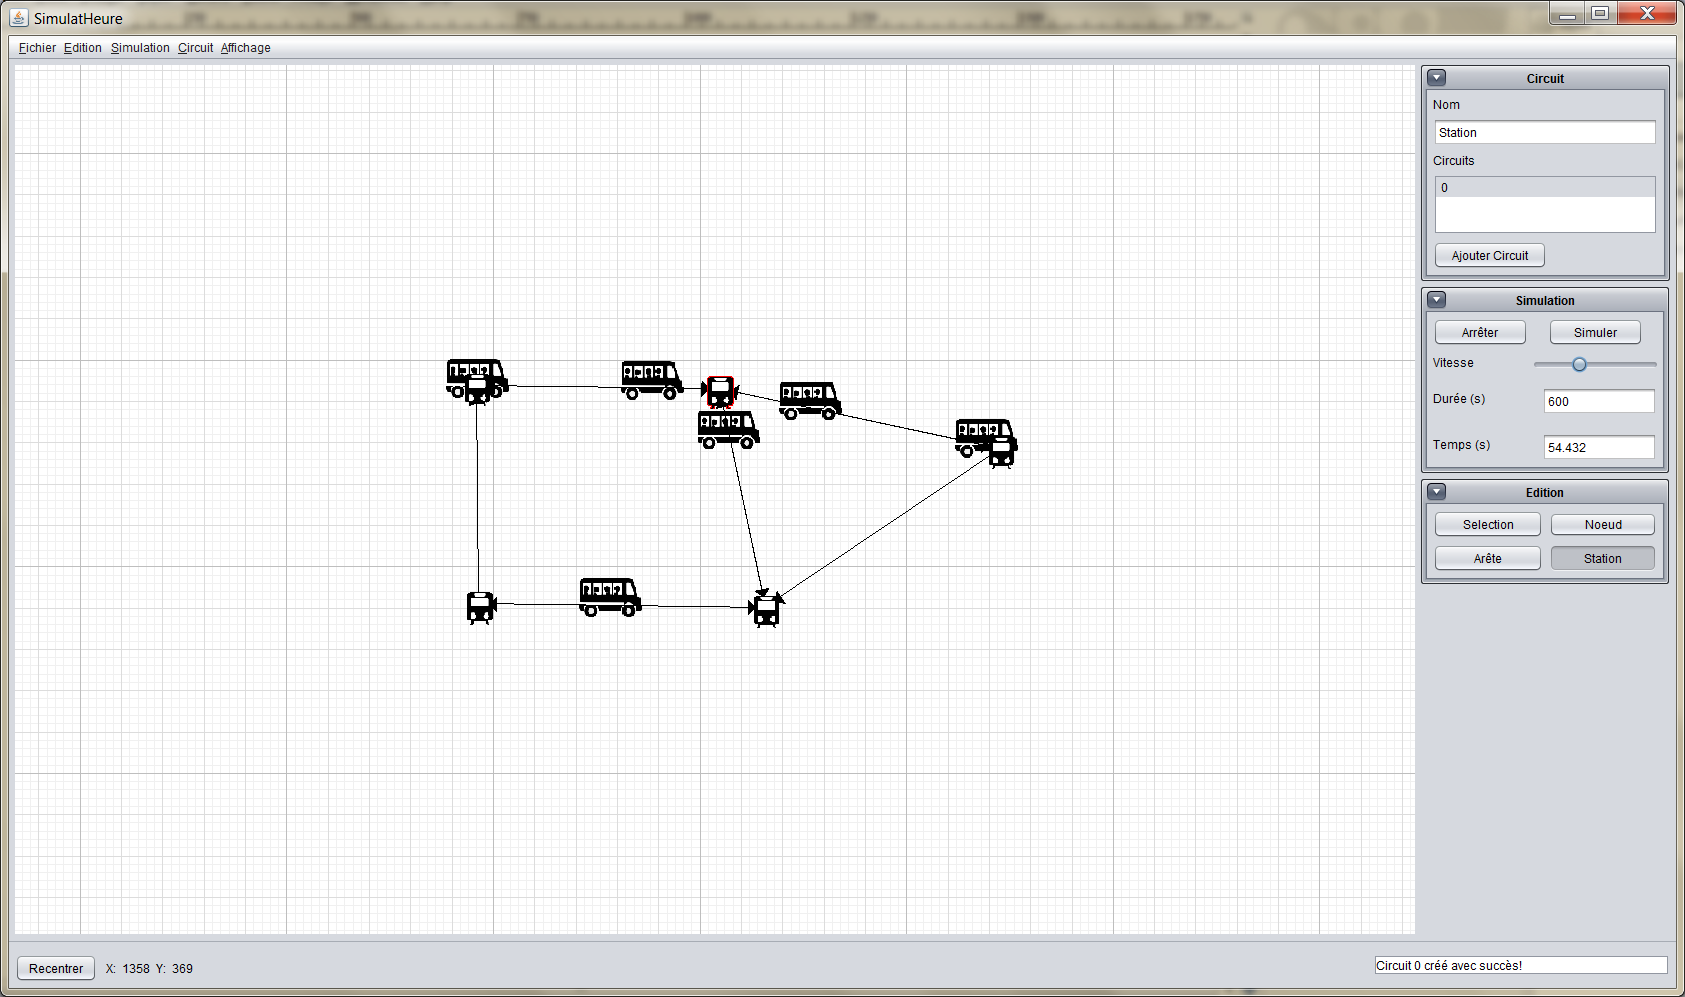 SimulatHeure
Fichier Edition Simulation Circuit Affichage
Circuit
Nom
Station
Circuits
0
Ajouter Circuit
Simulation
Arrêter Simuler
Vitesse
Durée (s) 600
Temps (s) 54.432
Edition
Selection Noeud
Arête Station
Recentrer X: 1358 Y: 369
Circuit 0 créé avec succès!